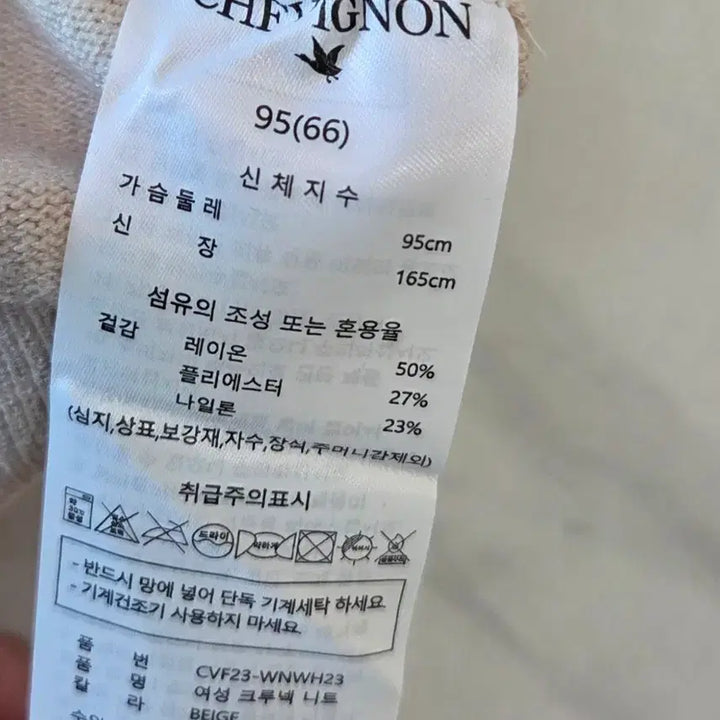 CHEVIGNON
95(66)
신체지수
가슴둘레 95cm
신장 165cm
섬유의 조성 또는 혼용율
겉감 레이온 50%
플리에스터 27%
나일론 23%
(심지,상표,보강재,자수,장식,주머니감제외)
취급주의표시
드라이
- 반드시 망에 넣어 단독 기계세탁 하세요.
- 기계건조기 사용하지 마세요.
품번 CVF23-WNWH23
품명 여성 크루넥 니트
칼라 BEIGE